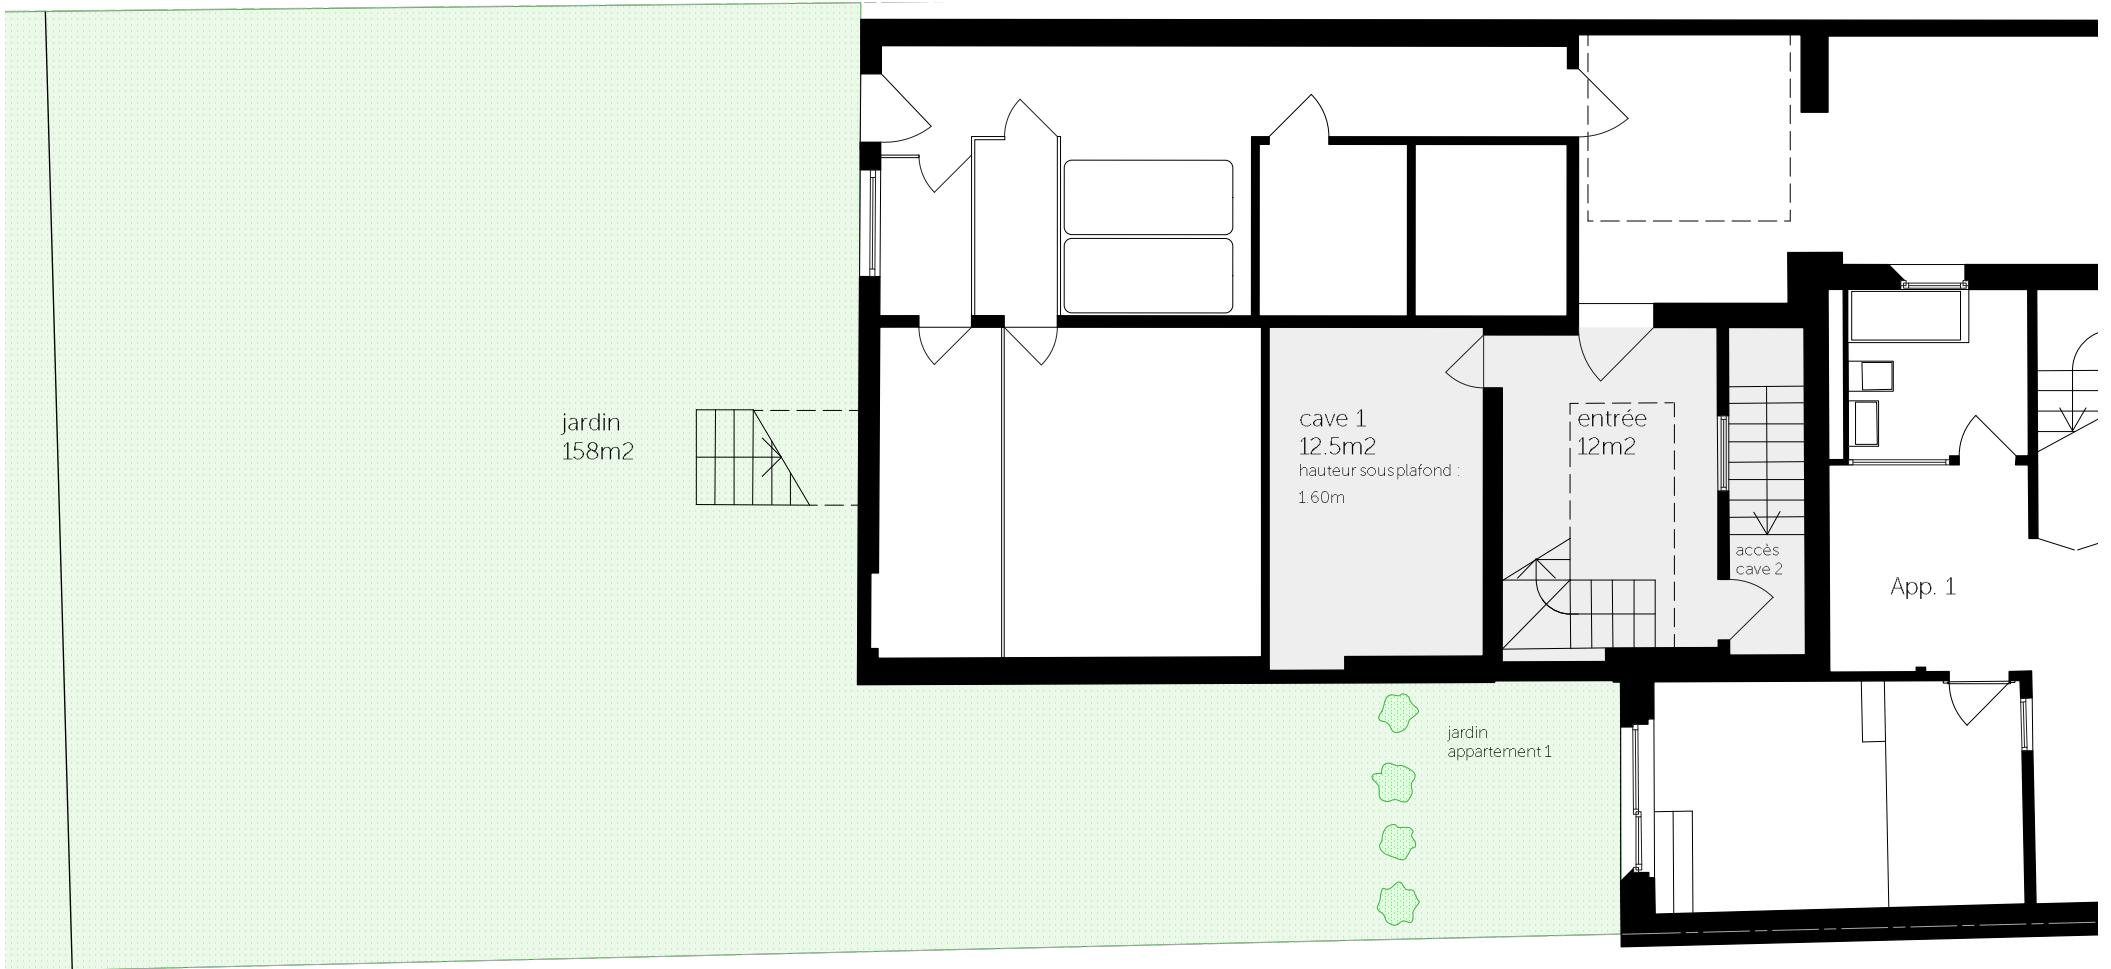 jardin
158m2
cave 1
12.5m2
hauteur sous plafond :
1.60m
entrée
12m2
accès
cave 2
App. 1
jardin
appartement 1